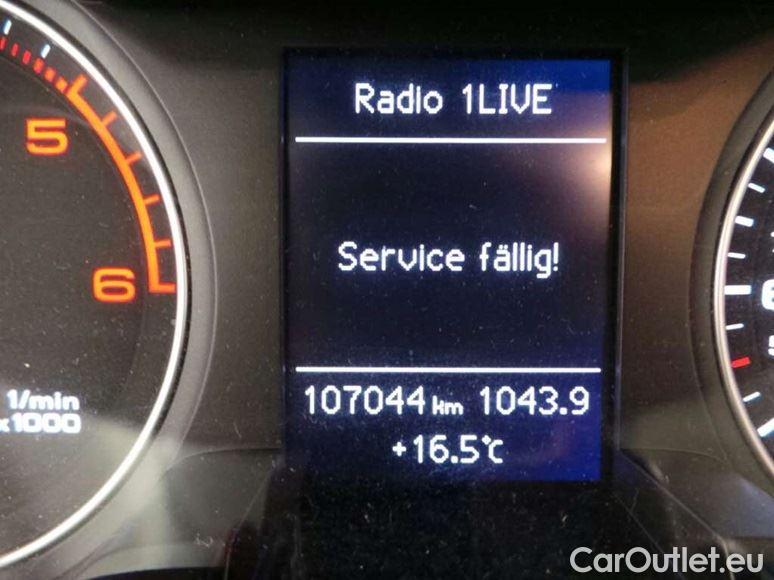 Radio 1LIVE
5
Service fällig!
6
1/min
x1000
107044 km 1043.9
+16.5°C
CarOutlet.eu